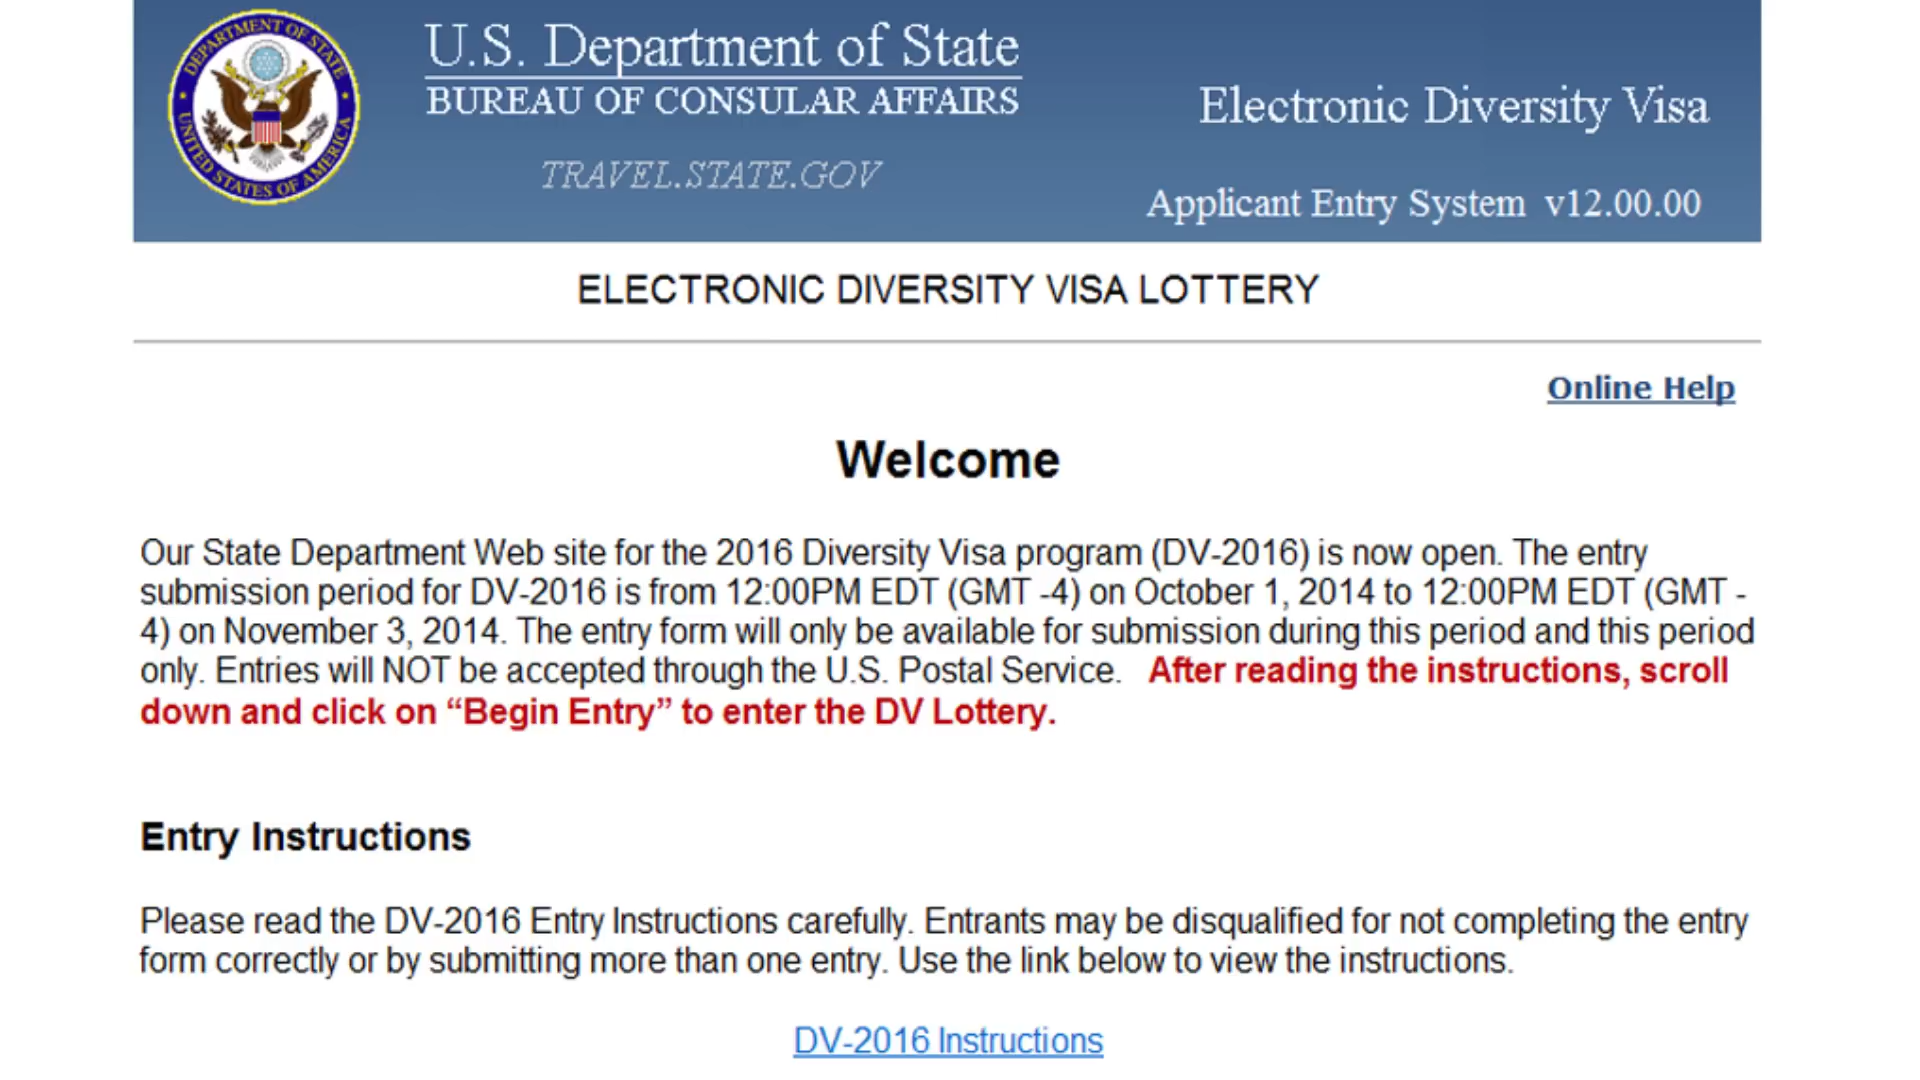 DEPARTMENT OF STATE
UNITED STATES OF AMERICA
U.S. Department of State
BUREAU OF CONSULAR AFFAIRS
TRAVEL.STATE.GOV
Electronic Diversity Visa
Applicant Entry System v12.00.00
ELECTRONIC DIVERSITY VISA LOTTERY
Online Help
Welcome
Our State Department Web site for the 2016 Diversity Visa program (DV-2016) is now open. The entry
submission period for DV-2016 is from 12:00PM EDT (GMT -4) on October 1, 2014 to 12:00PM EDT (GMT -
4) on November 3, 2014. The entry form will only be available for submission during this period and this period
only. Entries will NOT be accepted through the U.S. Postal Service. After reading the instructions, scroll
down and click on “Begin Entry” to enter the DV Lottery.
Entry Instructions
Please read the DV-2016 Entry Instructions carefully. Entrants may be disqualified for not completing the entry
form correctly or by submitting more than one entry. Use the link below to view the instructions.
DV-2016 Instructions